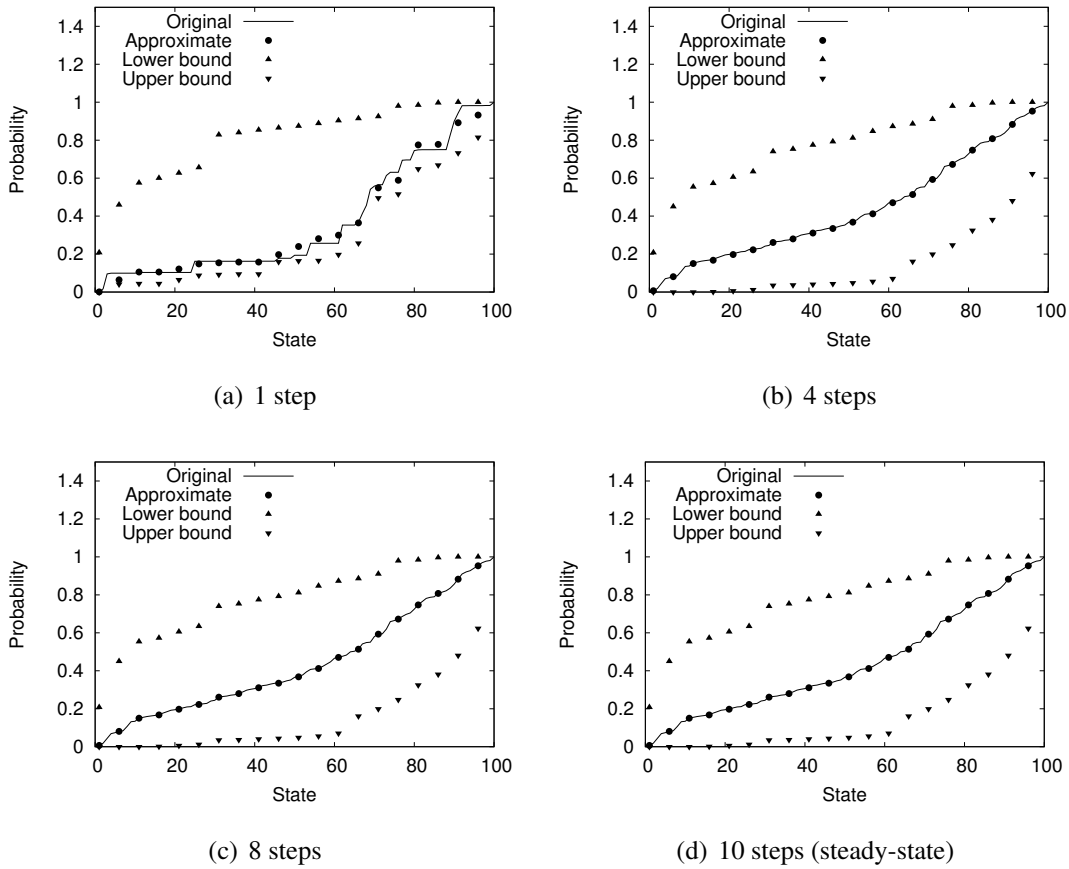 1.4
1.2
1
0.8
0.6
0.4
0.2
0
Probability
Original
Approximate
Lower bound
Upper bound
0 20 40 60 80 100
State
(a) 1 step
1.4
1.2
1
0.8
0.6
0.4
0.2
0
Probability
Original
Approximate
Lower bound
Upper bound
0 20 40 60 80 100
State
(b) 4 steps
1.4
1.2
1
0.8
0.6
0.4
0.2
0
Probability
Original
Approximate
Lower bound
Upper bound
0 20 40 60 80 100
State
(c) 8 steps
1.4
1.2
1
0.8
0.6
0.4
0.2
0
Probability
Original
Approximate
Lower bound
Upper bound
0 20 40 60 80 100
State
(d) 10 steps (steady-state)